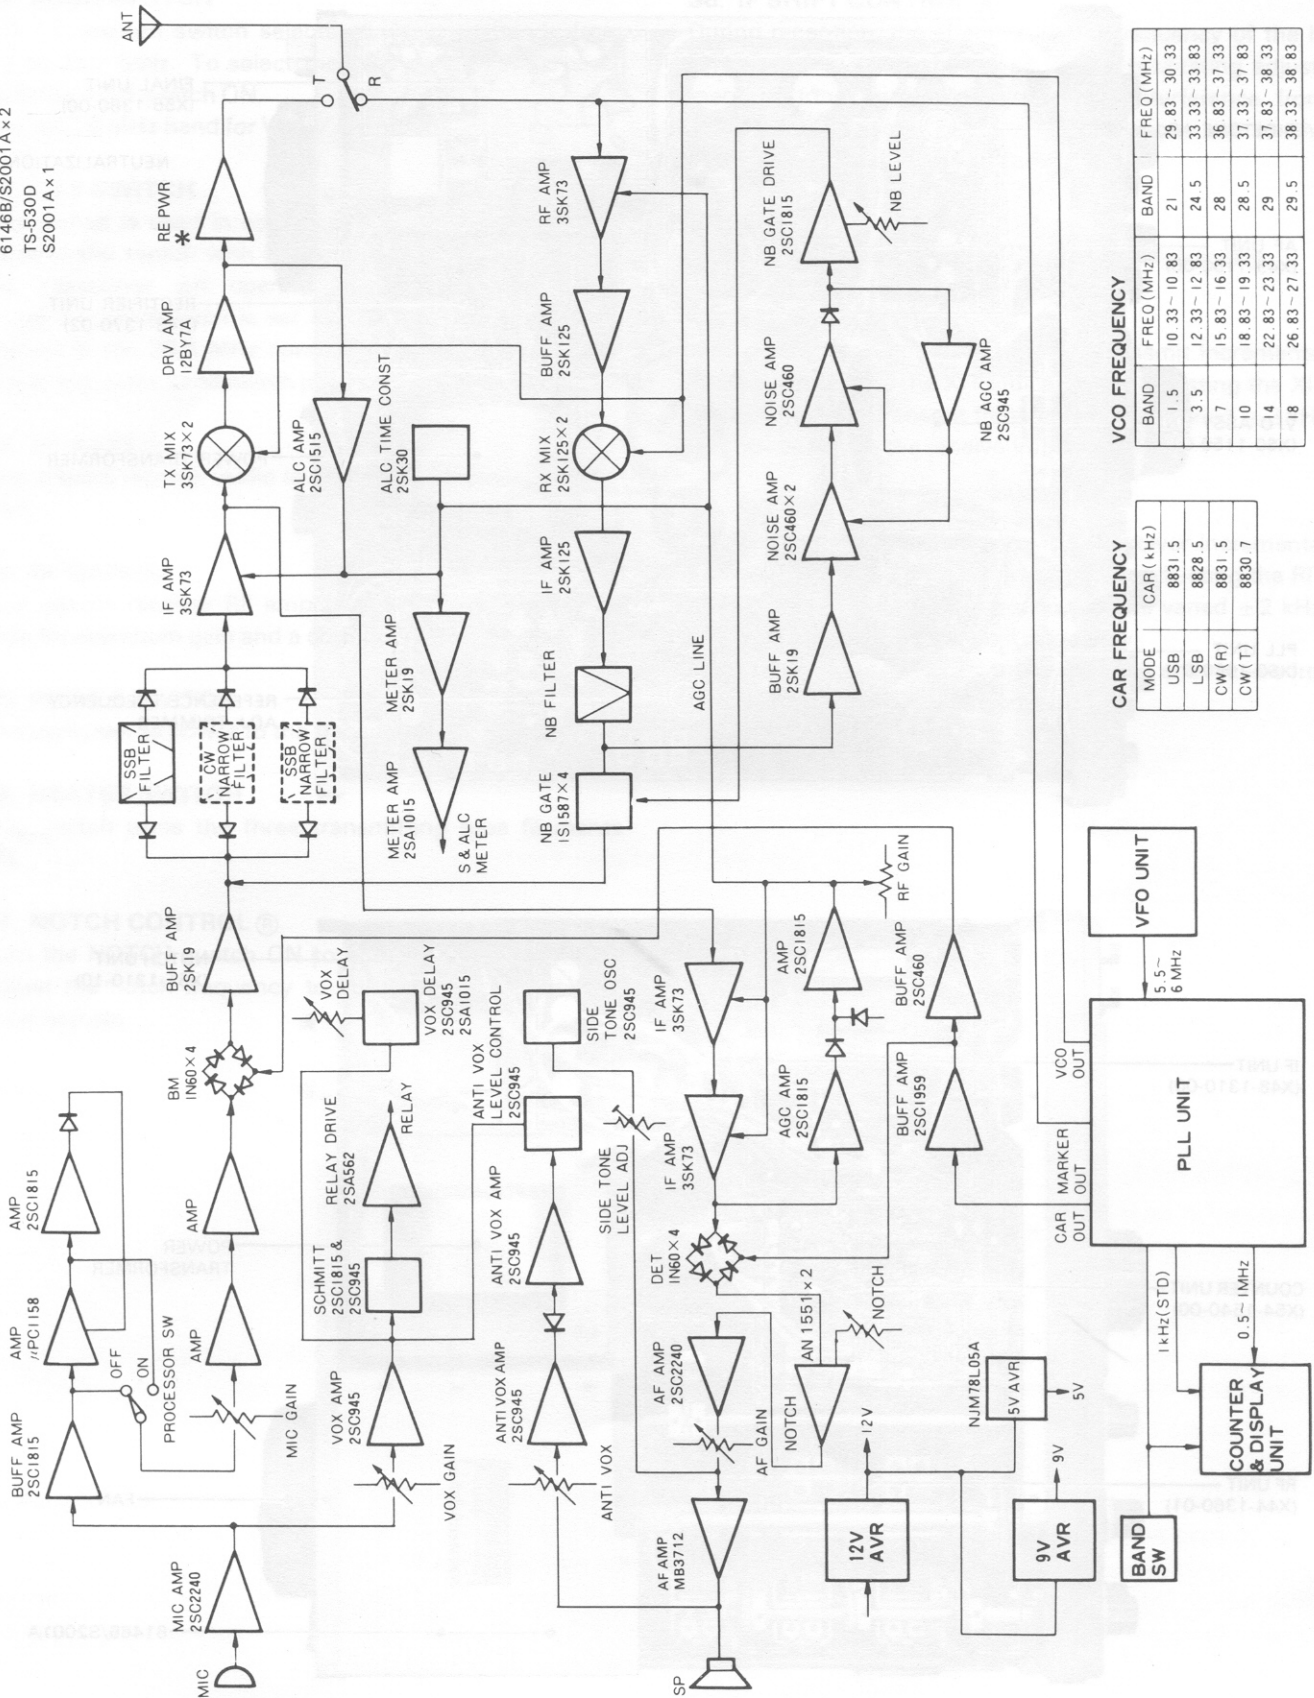 6146B/S2001A×2
TS-530D
S2001A×1
ANT
T
R
RE PWR
*
DRV AMP
12BY7A
TX MIX
3SK73×2
IF AMP
3SK73
SSB
FILTER
CW
NARROW
FILTER
SSB
NARROW
FILTER
BUFF AMP
2SK19
BM
IN60×4
AMP
AMP
AMP
2SC1815
AMP
μPC1158
BUFF AMP
2SC1815
OFF
ON
PROCESSOR SW
MIC GAIN
MIC AMP
2SC2240
MIC
ALC AMP
2SC1515
ALC TIME CONST
2SK30
METER AMP
2SK19
METER AMP
2SA1015
S & ALC
METER
VOX
DELAY
VOX DELAY
2SC945
2SA1015
RELAY
RELAY DRIVE
2SA562
SCHMITT
2SC1815 &
2SC945
VOX AMP
2SC945
VOX GAIN
ANTI VOX
LEVEL CONTROL
2SC945
ANTI VOX AMP
2SC945
ANTI VOX AMP
2SC945
ANTI VOX
SIDE
TONE OSC
2SC945
SIDE TONE
LEVEL ADJ
RF AMP
3SK73
BUFF AMP
2SK125
RX MIX
2SK125×2
IF AMP
2SK125
NB FILTER
NB GATE
IS1587×4
AGC LINE
IF AMP
3SK73
IF AMP
3SK73
DET
IN60×4
AF AMP
2SC2240
AF GAIN
AF AMP
MB3712
SP
AN1551×2
NOTCH
NOTCH
NB GATE DRIVE
2SC1815
NB LEVEL
NOISE AMP
2SC460
NB AGC AMP
2SC945
NOISE AMP
2SC460×2
BUFF AMP
2SK19
RF GAIN
AMP
2SC1815
AGC AMP
2SC1815
BUFF AMP
2SC460
BUFF AMP
2SC1959
12V
AVR
12V
NJM78L05A
5V AVR
5V
9V
AVR
9V
VFO UNIT
5.5~
6MHz
PLL UNIT
VCO
OUT
MARKER
OUT
CAR
OUT
1kHz(STD)
0.5~1MHz
COUNTER
& DISPLAY
UNIT
BAND
SW
CAR FREQUENCY
MODE CAR(kHz)
USB 8831.5
LSB 8828.5
CW(R) 8831.5
CW(T) 8830.7
VCO FREQUENCY
BAND FREQ(MHz) BAND FREQ(MHz)
1.5 10.33~10.83 21 29.83~30.33
3.5 12.33~12.83 24.5 33.33~33.83
7 15.83~16.33 28 36.83~37.33
10 18.83~19.33 28.5 37.33~37.83
14 22.83~23.33 29 37.83~38.33
18 26.83~27.33 29.5 38.33~38.83